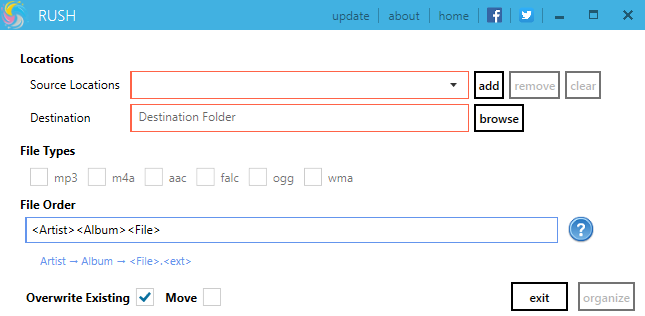 RUSH update about home
Locations
Source Locations add remove clear
Destination Destination Folder browse
File Types
mp3 m4a aac falc ogg wma
File Order
<Artist><Album><File> ?
Artist → Album → <File>.<ext>
Overwrite Existing Move exit organize